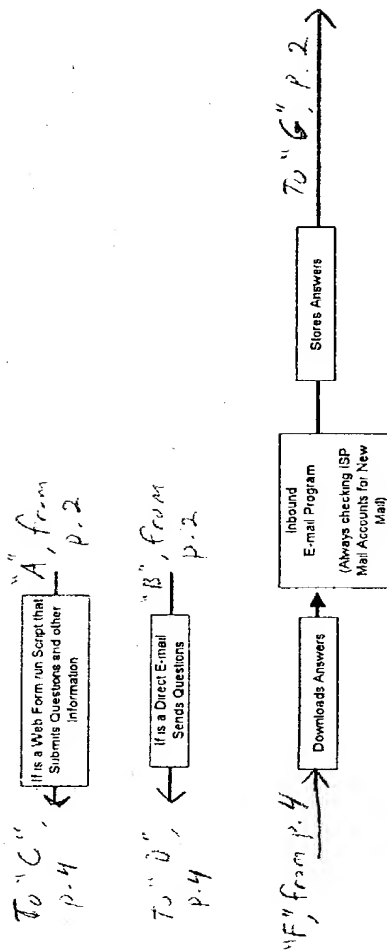 "A", from
p.2
If is a Web Form run Script that
Submits Questions and other
Information
To "C",
p.4
"B", from
p.2
If is a Direct E-mail
Sends Questions
To "D",
p.4
"F", from p.4
Downloads Answers
Inbound
E-mail Program
(Always checking ISP
Mail Accounts for New
Mail)
Stores Answers
To "G", p.2